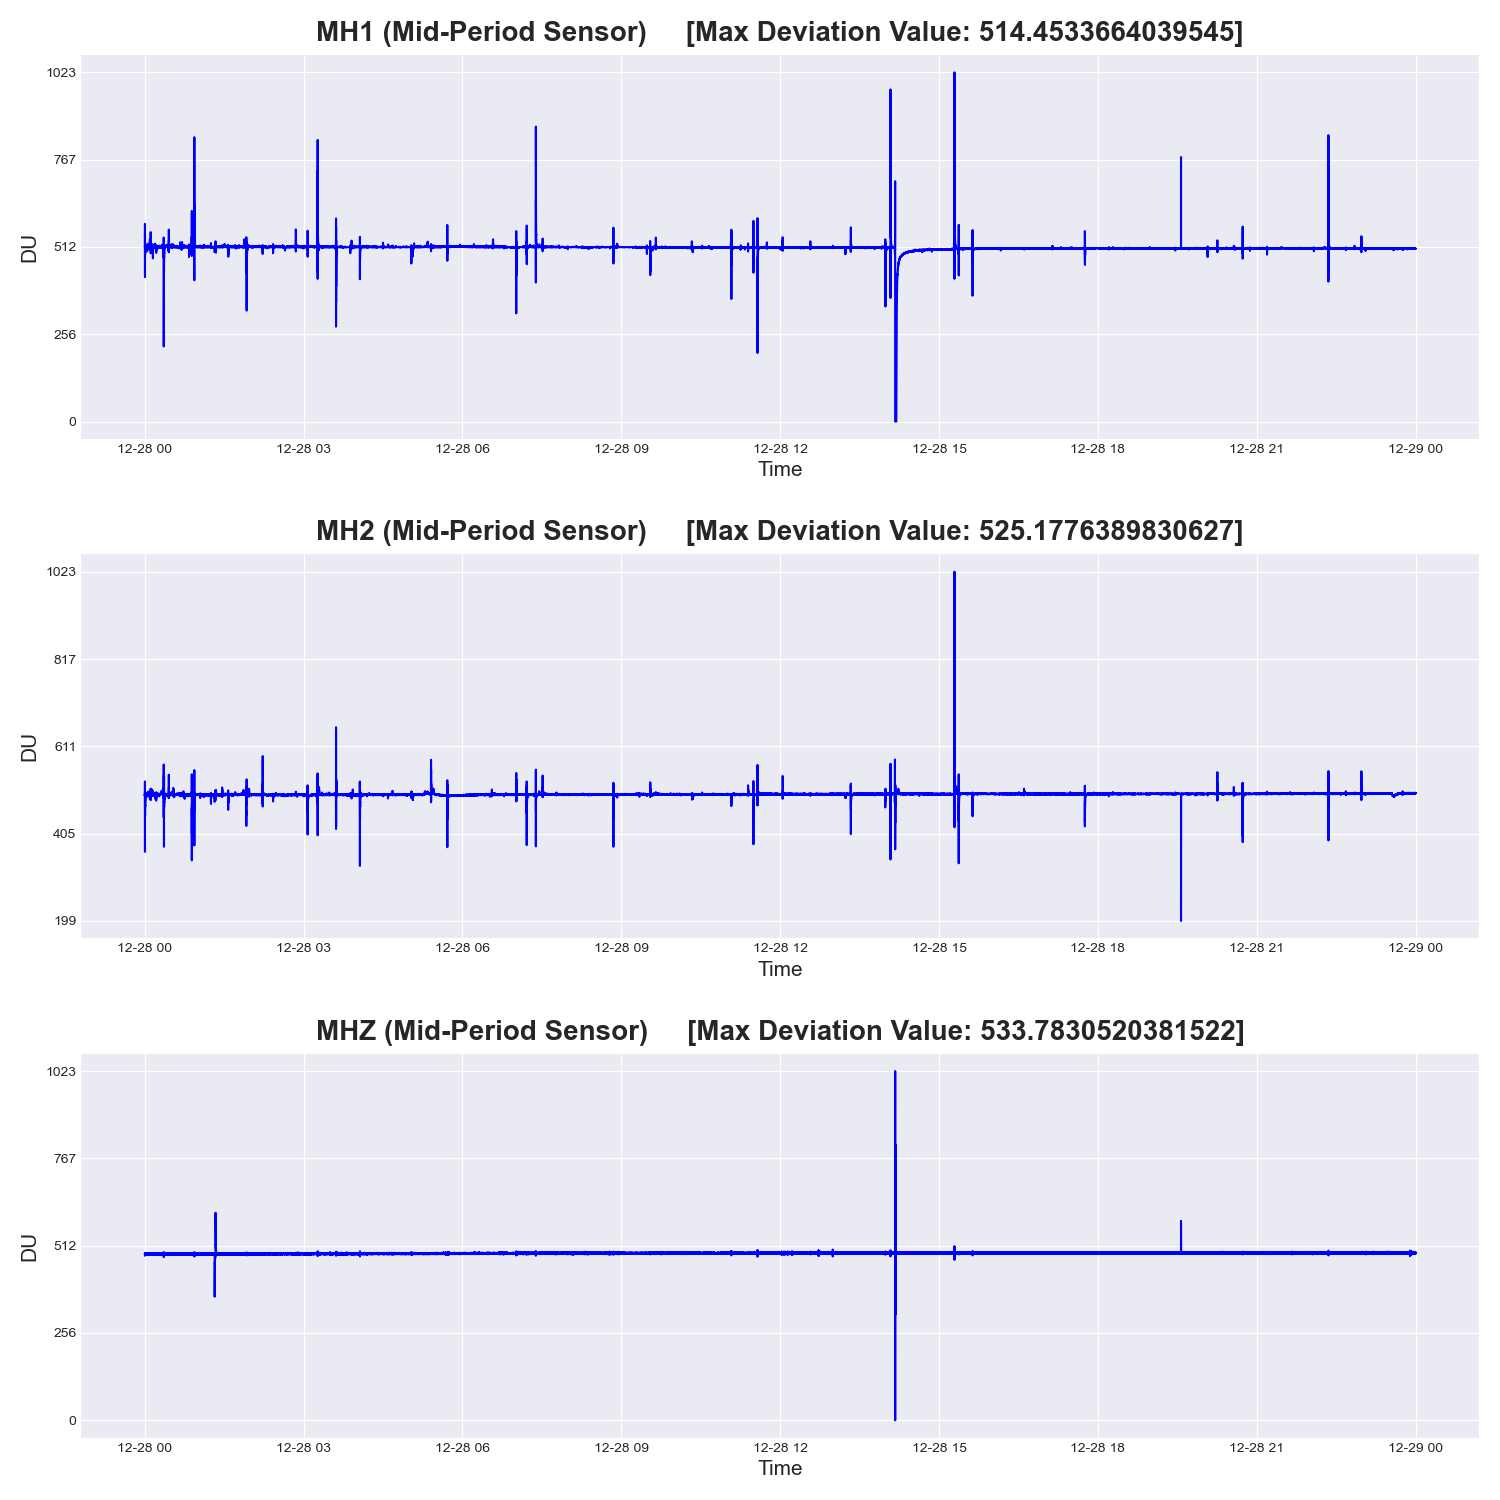 MH1 (Mid-Period Sensor) [Max Deviation Value: 514.4533664039545]
1023
767
512
256
0
DU
12-28 00 12-28 03 12-28 06 12-28 09 12-28 12 12-28 15 12-28 18 12-28 21 12-29 00
Time
MH2 (Mid-Period Sensor) [Max Deviation Value: 525.1776389830627]
1023
817
611
405
199
DU
12-28 00 12-28 03 12-28 06 12-28 09 12-28 12 12-28 15 12-28 18 12-28 21 12-29 00
Time
MHZ (Mid-Period Sensor) [Max Deviation Value: 533.7830520381522]
1023
767
512
256
0
DU
12-28 00 12-28 03 12-28 06 12-28 09 12-28 12 12-28 15 12-28 18 12-28 21 12-29 00
Time